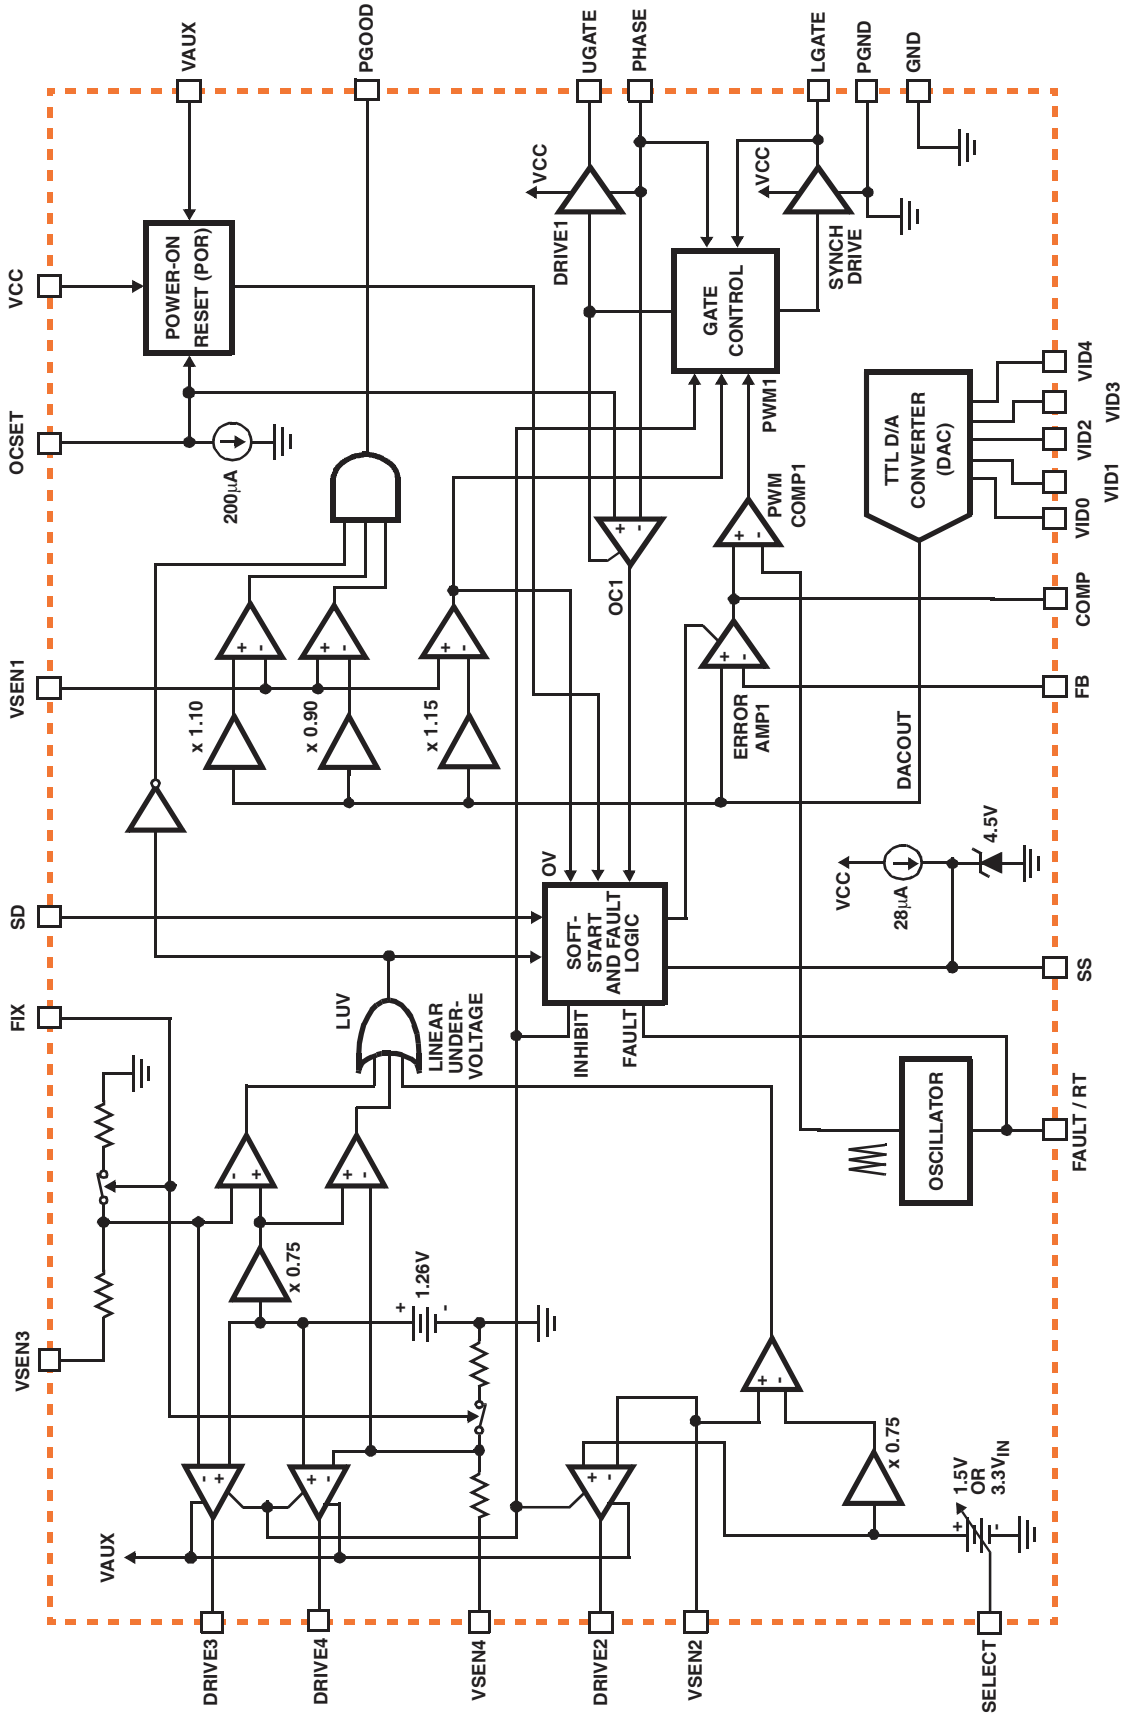 VSEN3
FIX
SD
VSEN1
OCSET
VCC
VAUX
PGOOD
UGATE
PHASE
LGATE
PGND
GND
POWER-ON
RESET (POR)
200μA
x 1.10
x 0.90
x 1.15
+
-
+
-
+
-
DRIVE1
VCC
VCC
SYNCH
DRIVE
GATE
CONTROL
PWM1
PWM
COMP1
+
-
OC1
+
-
ERROR
AMP1
+
-
TTL D/A
CONVERTER
(DAC)
VID0
VID1
VID2
VID3
VID4
COMP
FB
DACOUT
4.5V
VCC
28μA
SS
OV
SOFT-
START
AND FAULT
LOGIC
INHIBIT
FAULT
LUV
LINEAR
UNDER-
VOLTAGE
-
+
+
-
x 0.75
+
1.26V
-
OSCILLATOR
FAULT / RT
+
-
x 0.75
1.5V
OR
3.3VIN
+
-
-
+
+
-
+
-
VAUX
DRIVE3
DRIVE4
VSEN4
DRIVE2
VSEN2
SELECT